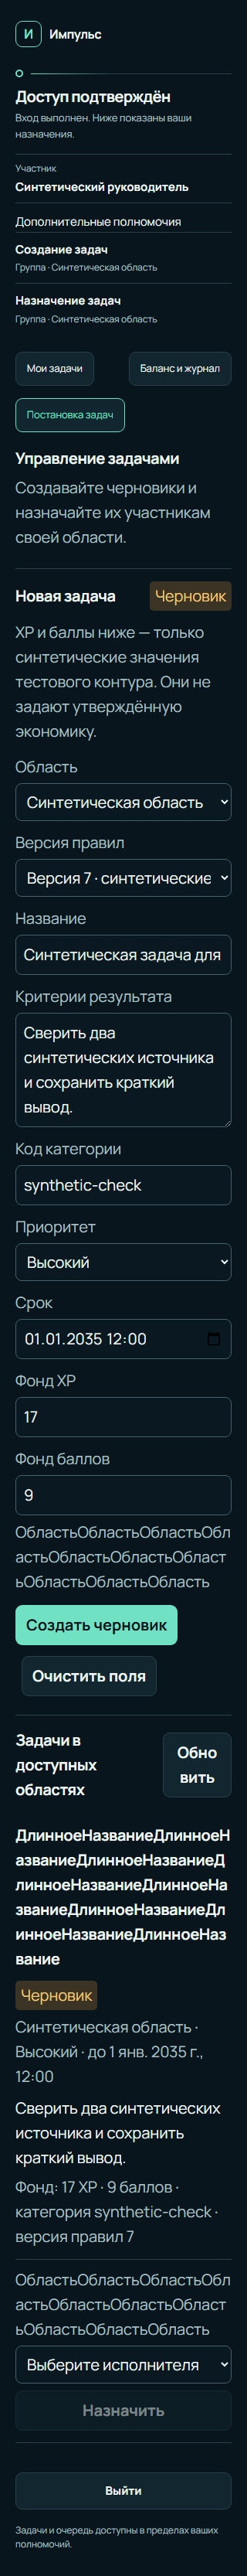 И Импульс
Доступ подтверждён
Вход выполнен. Ниже показаны ваши
назначения.
Участник
Синтетический руководитель
Дополнительные полномочия
Создание задач
Группа · Синтетическая область
Назначение задач
Группа · Синтетическая область
Мои задачи
Баланс и журнал
Постановка задач
Управление задачами
Создавайте черновики и
назначайте их участникам
своей области.
Новая задача
Черновик
XP и баллы ниже — только
синтетические значения
тестового контура. Они не
задают утверждённую
экономику.
Область
Синтетическая область
Версия правил
Версия 7 · синтетические
Название
Синтетическая задача для
Критерии результата
Сверить два
синтетических источника
и сохранить краткий
вывод.
Код категории
synthetic-check
Приоритет
Высокий
Срок
01.01.2035 12:00
Фонд XP
17
Фонд баллов
9
ОбластьОбластьОбластьОбл
астьОбластьОбластьОбласт
ьОбластьОбластьОбласть
Создать черновик
Очистить поля
Задачи в
доступных
областях
Обно
вить
ДлинноеНазваниеДлинноеН
азваниеДлинноеНазваниеД
линноеНазваниеДлинноеНа
званиеДлинноеНазваниеДл
инноеНазваниеДлинноеНаз
вание
Черновик
Синтетическая область ·
Высокий · до 1 янв. 2035 г.,
12:00
Сверить два синтетических
источника и сохранить
краткий вывод.
Фонд: 17 XP · 9 баллов ·
категория synthetic-check ·
версия правил 7
ОбластьОбластьОбластьОбл
астьОбластьОбластьОбласт
ьОбластьОбластьОбласть
Выберите исполнителя
Назначить
Выйти
Задачи и очередь доступны в пределах ваших
полномочий.